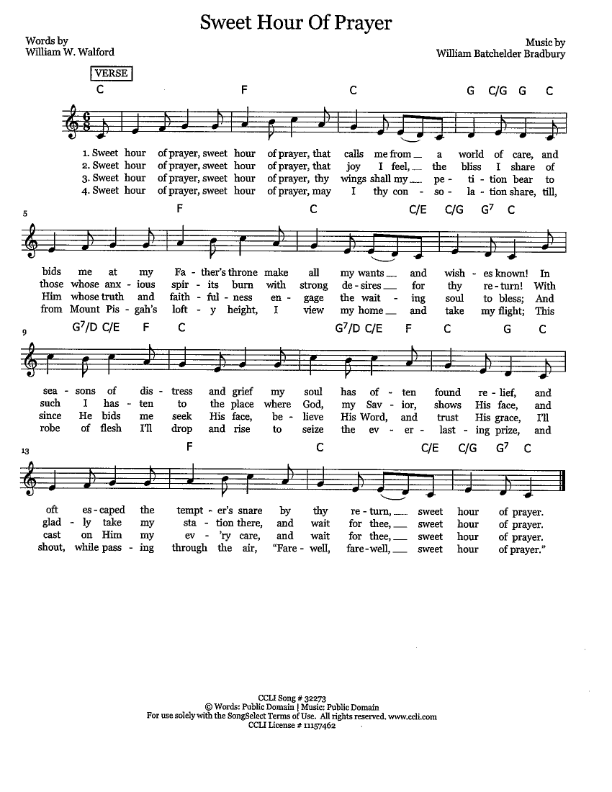 Sweet Hour Of Prayer
Words by
William W. Walford
Music by
William Batchelder Bradbury
VERSE
C F C G C/G G C
6
8
1. Sweet hour of prayer, sweet hour of prayer, that calls me from __ a world of care, and
2. Sweet hour of prayer, sweet hour of prayer, that joy I feel, __ the bliss I share of
3. Sweet hour of prayer, sweet hour of prayer, thy wings shall my __ pe - ti - tion bear to
4. Sweet hour of prayer, sweet hour of prayer, may I thy con - so - la - tion share, till,
5
F C C/E C/G G7 C
bids me at my Fa - ther's throne make all my wants __ and wish - es known! In
those whose anx - ious spir - its burn with strong de - sires __ for thy re - turn! With
Him whose truth and faith - ful - ness en - gage the wait - ing soul to bless; And
from Mount Pis - gah's loft - y height, I view my home __ and take my flight; This
G7/D C/E F C G7/D C/E F C G
9
sea - sons of dis - tress and grief my soul has of - ten found re - lief, and
such I has - ten to the place where God, my Sav - ior, shows His face, and
since He bids me seek His face, be - lieve His Word, and trust His grace, I'll
robe of flesh I'll drop and rise to seize the ev - er - last - ing prize, and
13
F C C/E C/G G7 C
oft es - caped the tempt - er's snare by thy re - turn, __ sweet hour of prayer.
glad - ly take my sta - tion there, and wait for thee, __ sweet hour of prayer.
cast on Him my ev - 'ry care, and wait for thee, __ sweet hour of prayer.
shout, while pass - ing through the air, "Fare - well, fare - well, __ sweet hour of prayer."
CCLI Song # 32273
© Words: Public Domain | Music: Public Domain
For use solely with the SongSelect Terms of Use. All rights reserved. www.ccli.com
CCLI License # 11157462